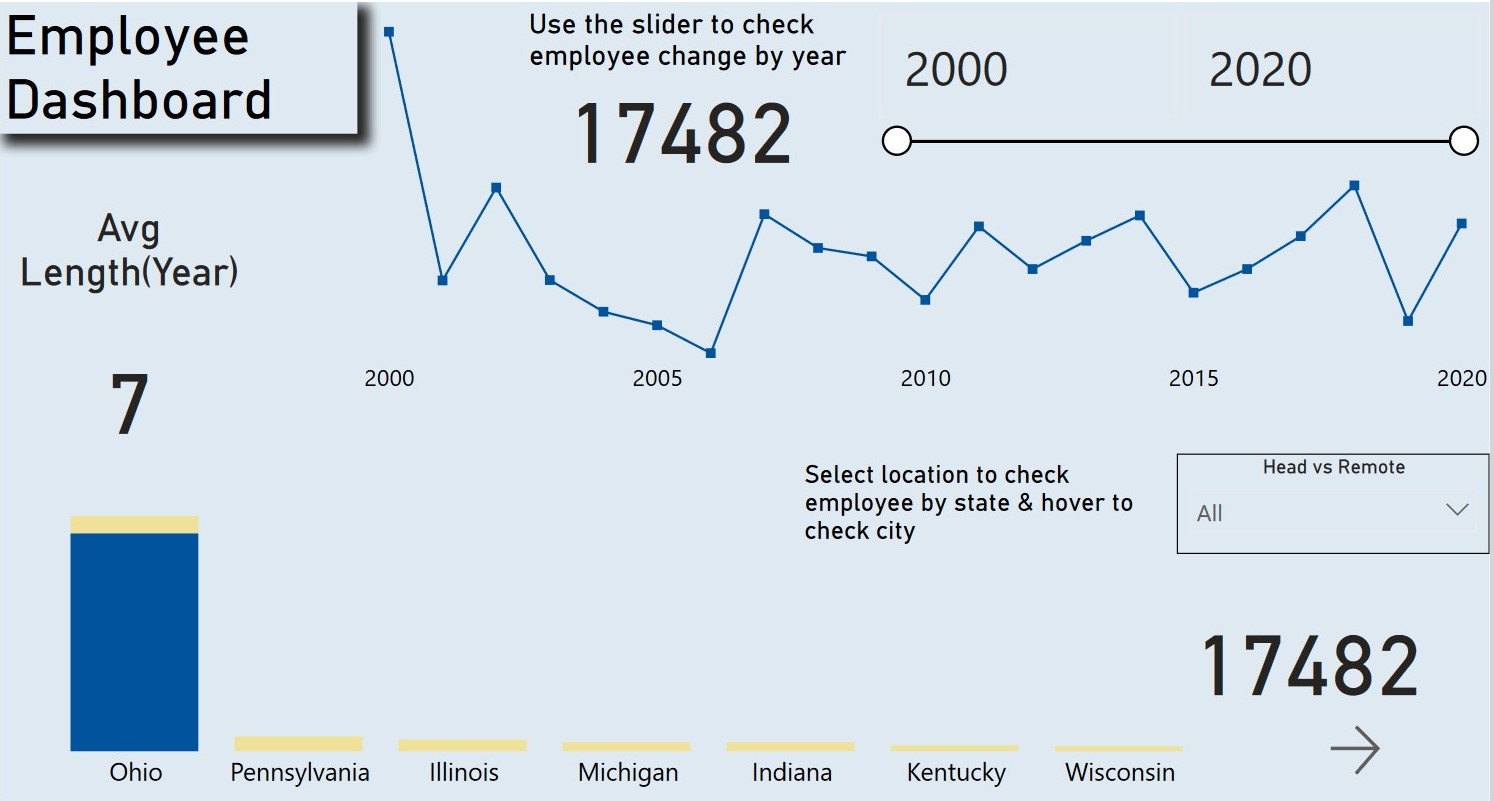 Employee
Dashboard
Use the slider to check
employee change by year
17482
2000
2020
Avg
Length(Year)
7
2000
2005
2010
2015
2020
Select location to check
employee by state & hover to
check city
Head vs Remote
All
17482
Ohio
Pennsylvania
Illinois
Michigan
Indiana
Kentucky
Wisconsin